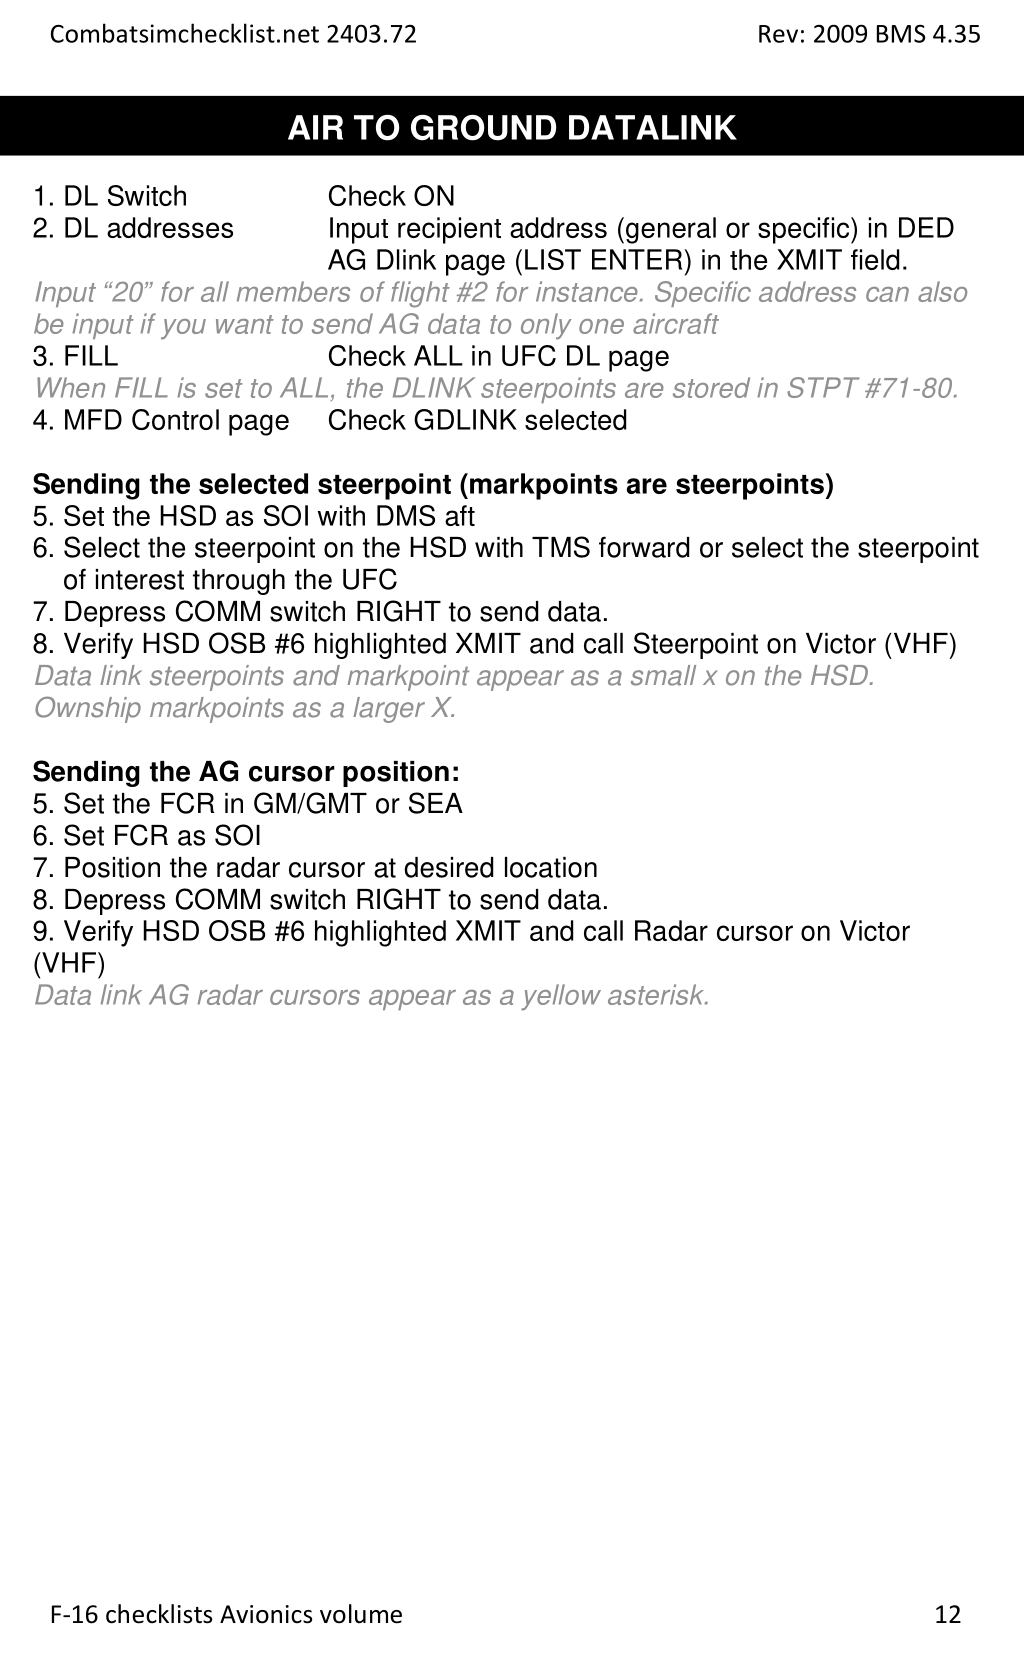 Combatsimchecklist.net 2403.72 Rev: 2009 BMS 4.35
AIR TO GROUND DATALINK
1. DL Switch Check ON
2. DL addresses Input recipient address (general or specific) in DED
AG Dlink page (LIST ENTER) in the XMIT field.
Input “20” for all members of flight #2 for instance. Specific address can also
be input if you want to send AG data to only one aircraft
3. FILL Check ALL in UFC DL page
When FILL is set to ALL, the DLINK steerpoints are stored in STPT #71-80.
4. MFD Control page Check GDLINK selected
Sending the selected steerpoint (markpoints are steerpoints)
5. Set the HSD as SOI with DMS aft
6. Select the steerpoint on the HSD with TMS forward or select the steerpoint
of interest through the UFC
7. Depress COMM switch RIGHT to send data.
8. Verify HSD OSB #6 highlighted XMIT and call Steerpoint on Victor (VHF)
Data link steerpoints and markpoint appear as a small x on the HSD.
Ownship markpoints as a larger X.
Sending the AG cursor position:
5. Set the FCR in GM/GMT or SEA
6. Set FCR as SOI
7. Position the radar cursor at desired location
8. Depress COMM switch RIGHT to send data.
9. Verify HSD OSB #6 highlighted XMIT and call Radar cursor on Victor
(VHF)
Data link AG radar cursors appear as a yellow asterisk.
F-16 checklists Avionics volume 12